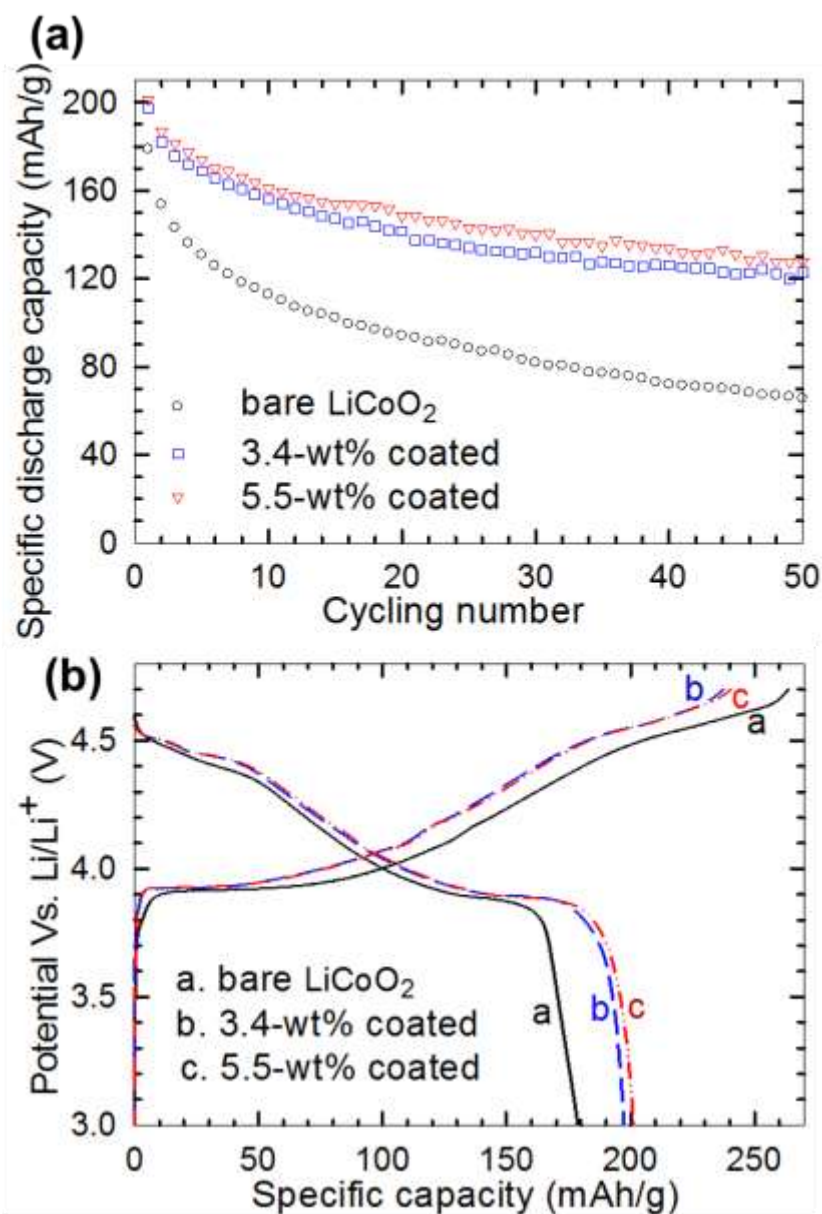 (a)
Specific discharge capacity (mAh/g)
200
160
120
80
40
0
bare LiCoO₂
3.4-wt% coated
5.5-wt% coated
0 10 20 30 40 50
Cycling number
(b)
Potential Vs. Li/Li⁺ (V)
4.5
4.0
3.5
3.0
b
c
a
a. bare LiCoO₂
b. 3.4-wt% coated
c. 5.5-wt% coated
a
b
c
0 50 100 150 200 250
Specific capacity (mAh/g)